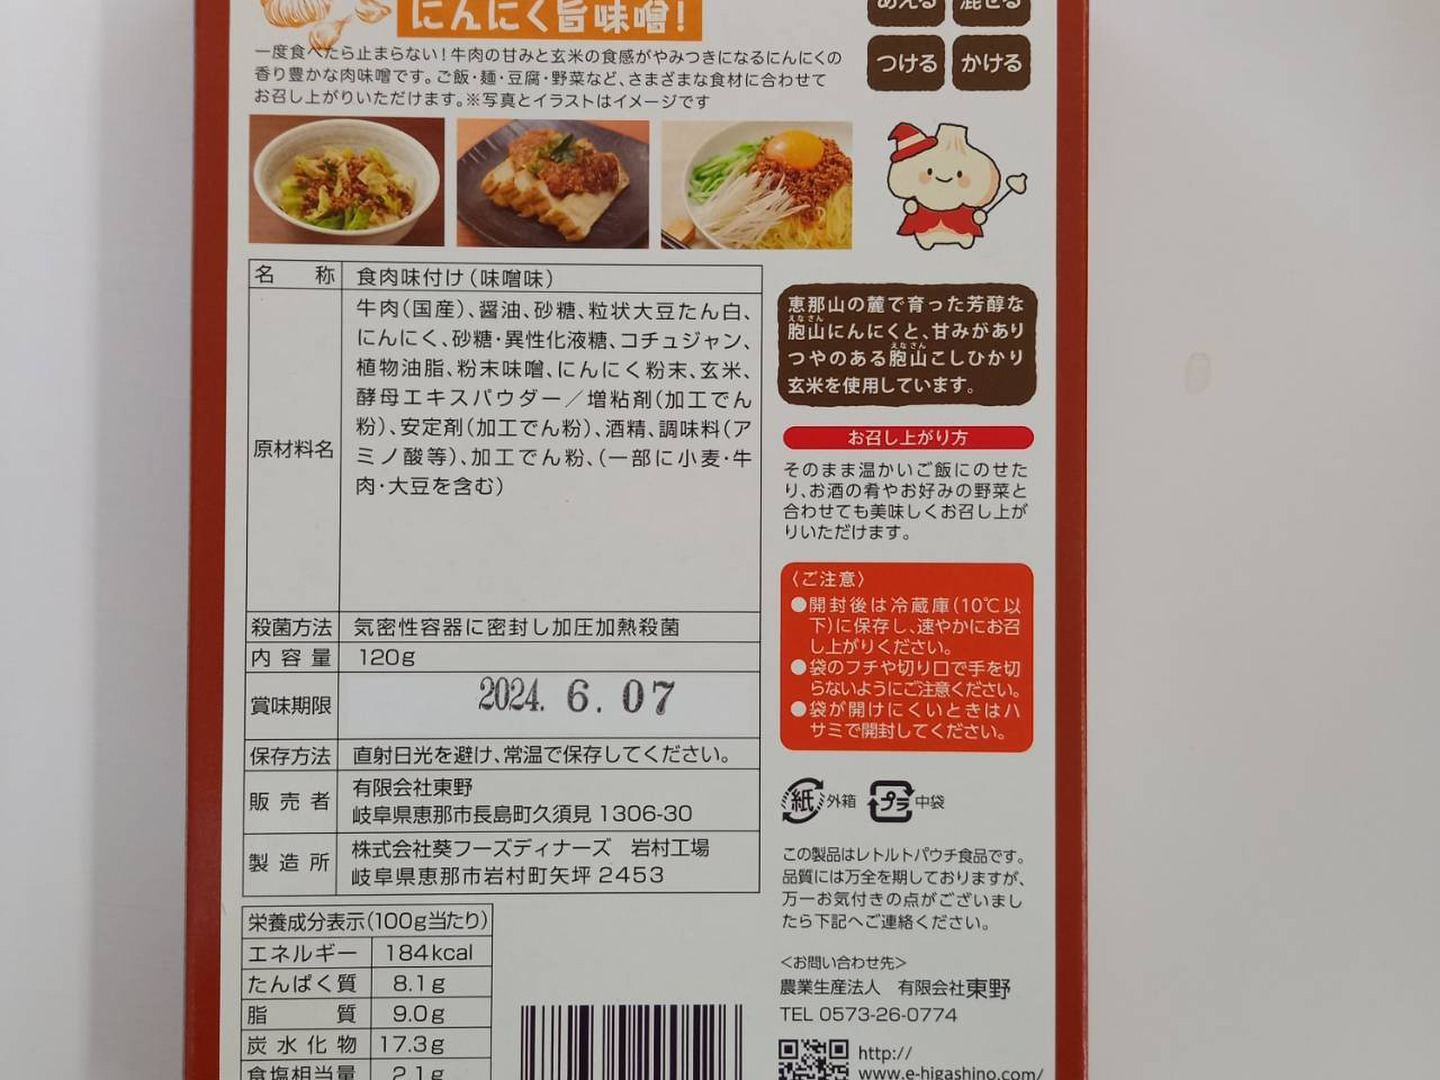 にんにく旨味噌!
一度食べたら止まらない!牛肉の甘みと玄米の食感がやみつきになるにんにくの
香り豊かな肉味噌です。ご飯・麺・豆腐・野菜など、さまざまな食材に合わせて
お召し上がりいただけます。※写真とイラストはイメージです
あえる 混ぜる
つける かける
名称 食肉味付け(味噌味)
原材料名
牛肉(国産)、醤油、砂糖、粒状大豆たん白、
にんにく、砂糖・異性化液糖、コチュジャン、
植物油脂、粉末味噌、にんにく粉末、玄米、
酵母エキスパウダー/増粘剤(加工でん
粉)、安定剤(加工でん粉)、酒精、調味料(ア
ミノ酸等)、加工でん粉、(一部に小麦・牛
肉・大豆を含む)
殺菌方法 気密性容器に密封し加圧加熱殺菌
内容量 120g
賞味期限 2024. 6. 07
保存方法 直射日光を避け、常温で保存してください。
販売者 有限会社東野
岐阜県恵那市長島町久須見 1306-30
製造所 株式会社葵フーズディナーズ 岩村工場
岐阜県恵那市岩村町矢坪 2453
栄養成分表示(100g当たり)
エネルギー 184kcal
たんぱく質 8.1g
脂質 9.0g
炭水化物 17.3g
食塩相当量 2.1g
恵那山の麓で育った芳醇な
えなさん
胞山にんにくと、甘みがあり
えなさん
つやのある胞山こしひかり
玄米を使用しています。
お召し上がり方
そのまま温かいご飯にのせた
り、お酒の肴やお好みの野菜と
合わせても美味しくお召し上が
りいただけます。
〈ご注意〉
●開封後は冷蔵庫(10℃以
下)に保存し、速やかにお召
し上がりください。
●袋のフチや切り口で手を切
らないようにご注意ください。
●袋が開けにくいときはハ
サミで開封してください。
紙 外箱 プラ 中袋
この製品はレトルトパウチ食品です。
品質には万全を期しておりますが、
万一お気付きの点がございまし
たら下記へご連絡ください。
<お問い合わせ先>
農業生産法人 有限会社東野
TEL 0573-26-0774
http://
www.e-higashino.com/